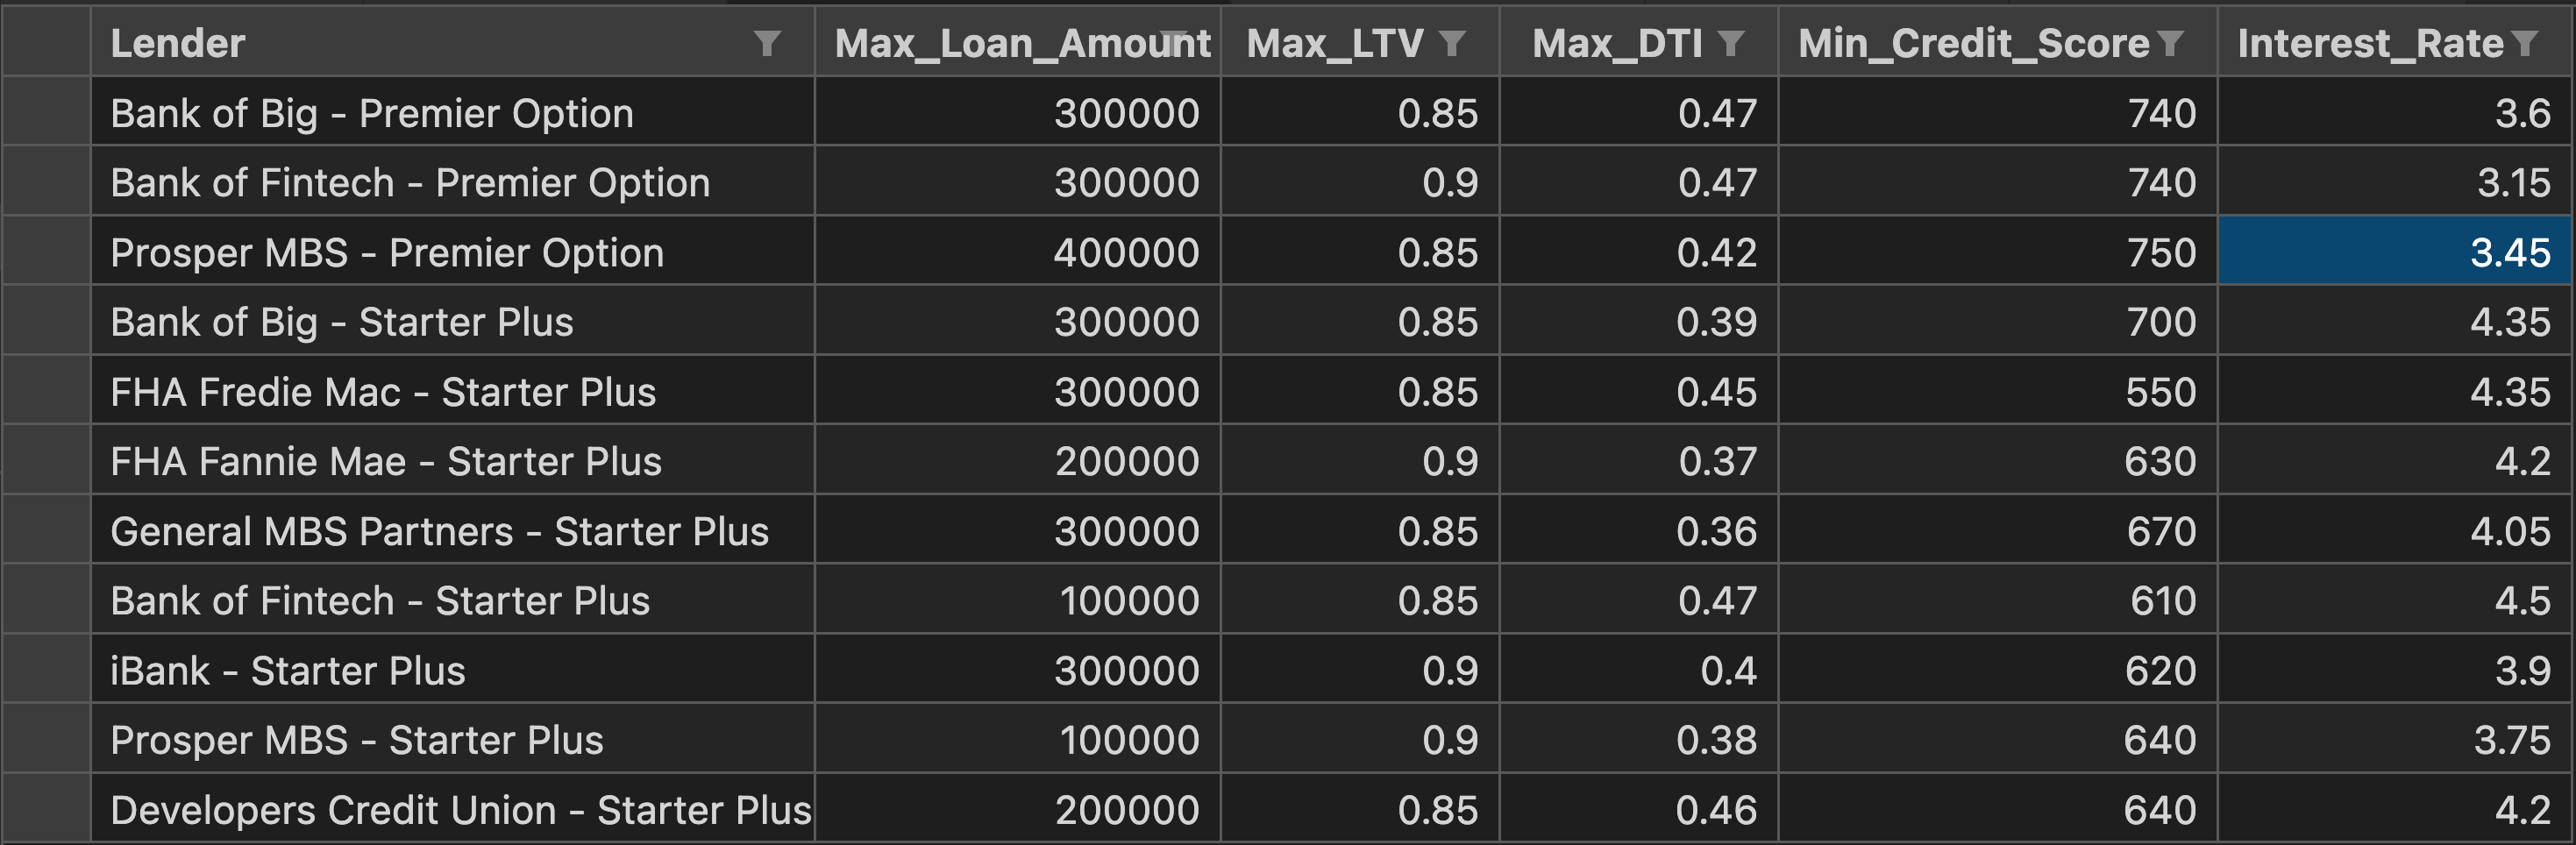 Lender Max_Loan_Amount Max_LTV Max_DTI Min_Credit_Score Interest_Rate
Bank of Big - Premier Option 300000 0.85 0.47 740 3.6
Bank of Fintech - Premier Option 300000 0.9 0.47 740 3.15
Prosper MBS - Premier Option 400000 0.85 0.42 750 3.45
Bank of Big - Starter Plus 300000 0.85 0.39 700 4.35
FHA Fredie Mac - Starter Plus 300000 0.85 0.45 550 4.35
FHA Fannie Mae - Starter Plus 200000 0.9 0.37 630 4.2
General MBS Partners - Starter Plus 300000 0.85 0.36 670 4.05
Bank of Fintech - Starter Plus 100000 0.85 0.47 610 4.5
iBank - Starter Plus 300000 0.9 0.4 620 3.9
Prosper MBS - Starter Plus 100000 0.9 0.38 640 3.75
Developers Credit Union - Starter Plus 200000 0.85 0.46 640 4.2